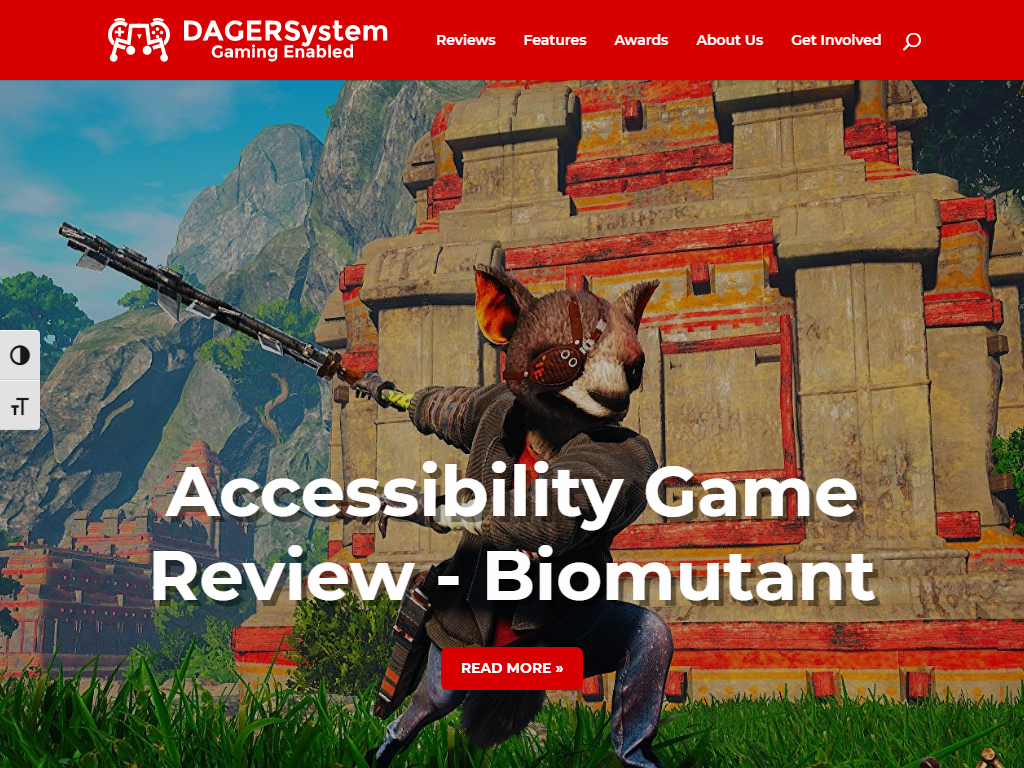 DAGERSystem
Gaming Enabled
Reviews Features Awards About Us Get Involved
Accessibility Game
Review - Biomutant
READ MORE »